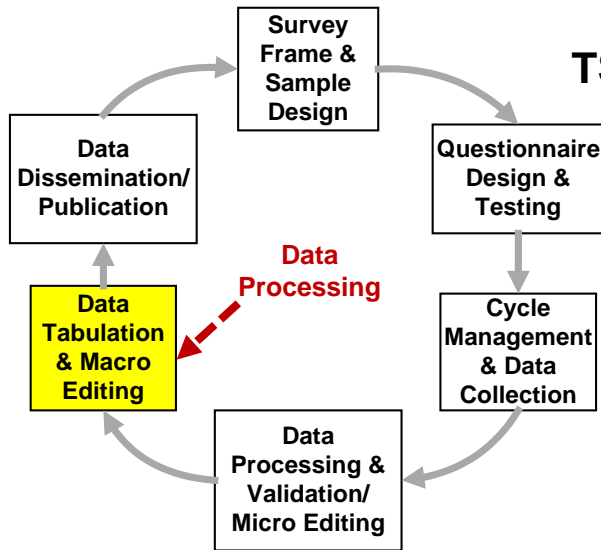 Survey
Frame &
Sample
Design
TS
Questionnaire
Design &
Testing
Cycle
Management
& Data
Collection
Data
Processing &
Validation/
Micro Editing
Data
Tabulation
& Macro
Editing
Data
Dissemination/
Publication
Data
Processing